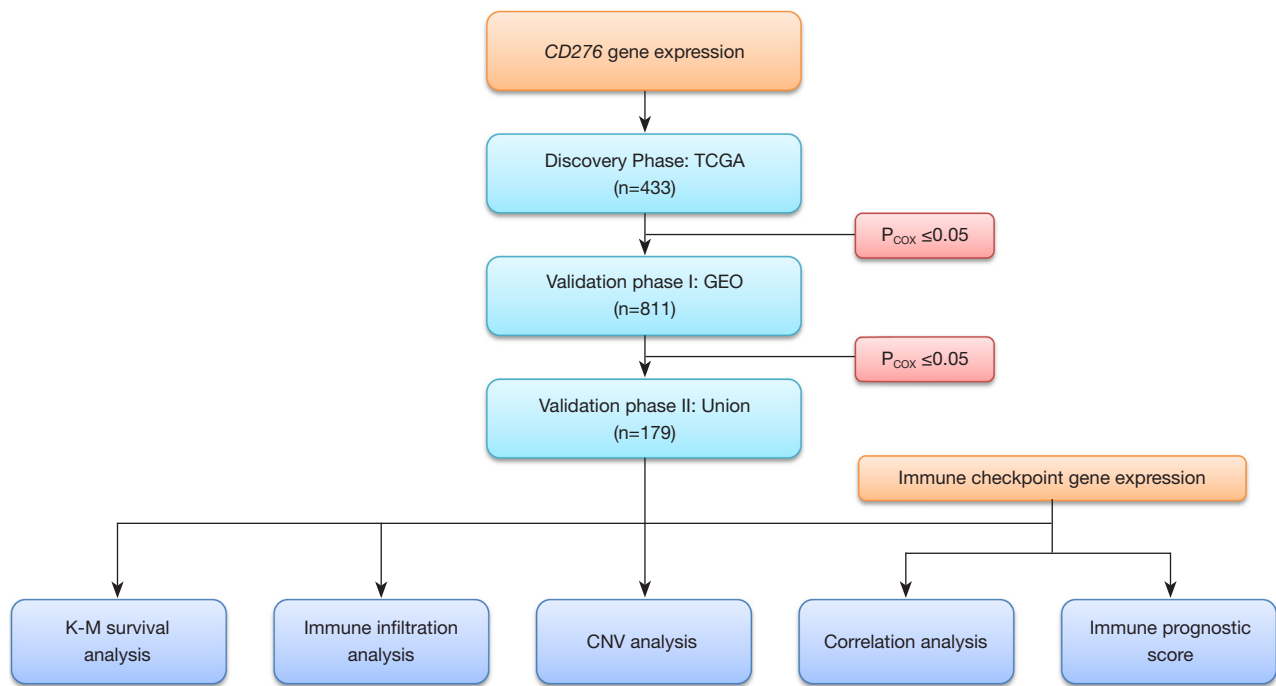 CD276 gene expression
Discovery Phase: TCGA
(n=433)
PCOX ≤0.05
Validation phase I: GEO
(n=811)
PCOX ≤0.05
Validation phase II: Union
(n=179)
Immune checkpoint gene expression
K-M survival
analysis
Immune infiltration
analysis
CNV analysis
Correlation analysis
Immune prognostic
score